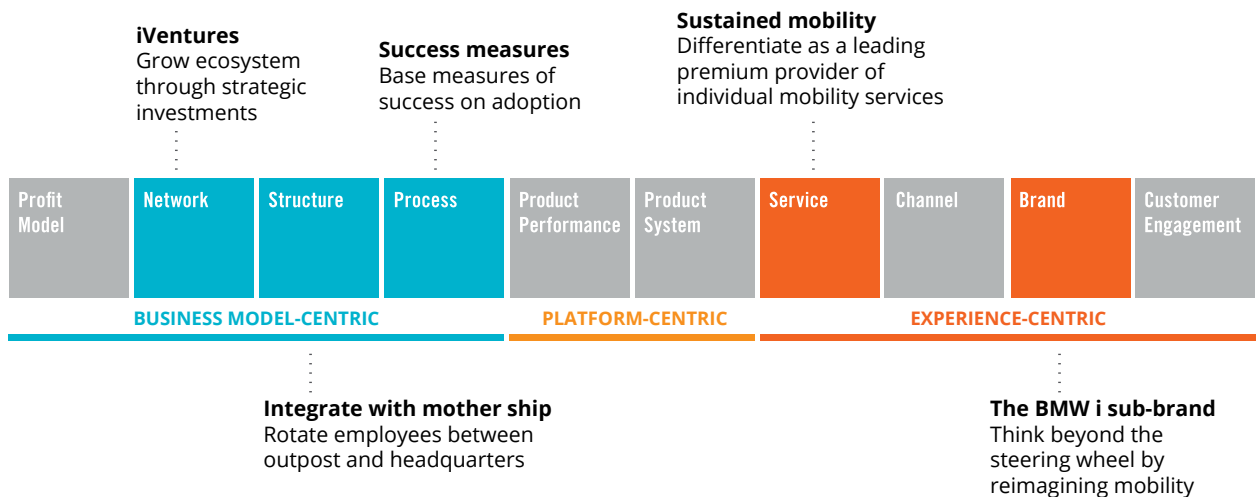 iVentures
Grow ecosystem
through strategic
investments
Success measures
Base measures of
success on adoption
Sustained mobility
Differentiate as a leading
premium provider of
individual mobility services
Profit
Model
Network
Structure
Process
Product
Performance
Product
System
Service
Channel
Brand
Customer
Engagement
BUSINESS MODEL-CENTRIC
PLATFORM-CENTRIC
EXPERIENCE-CENTRIC
Integrate with mother ship
Rotate employees between
outpost and headquarters
The BMW i sub-brand
Think beyond the
steering wheel by
reimagining mobility